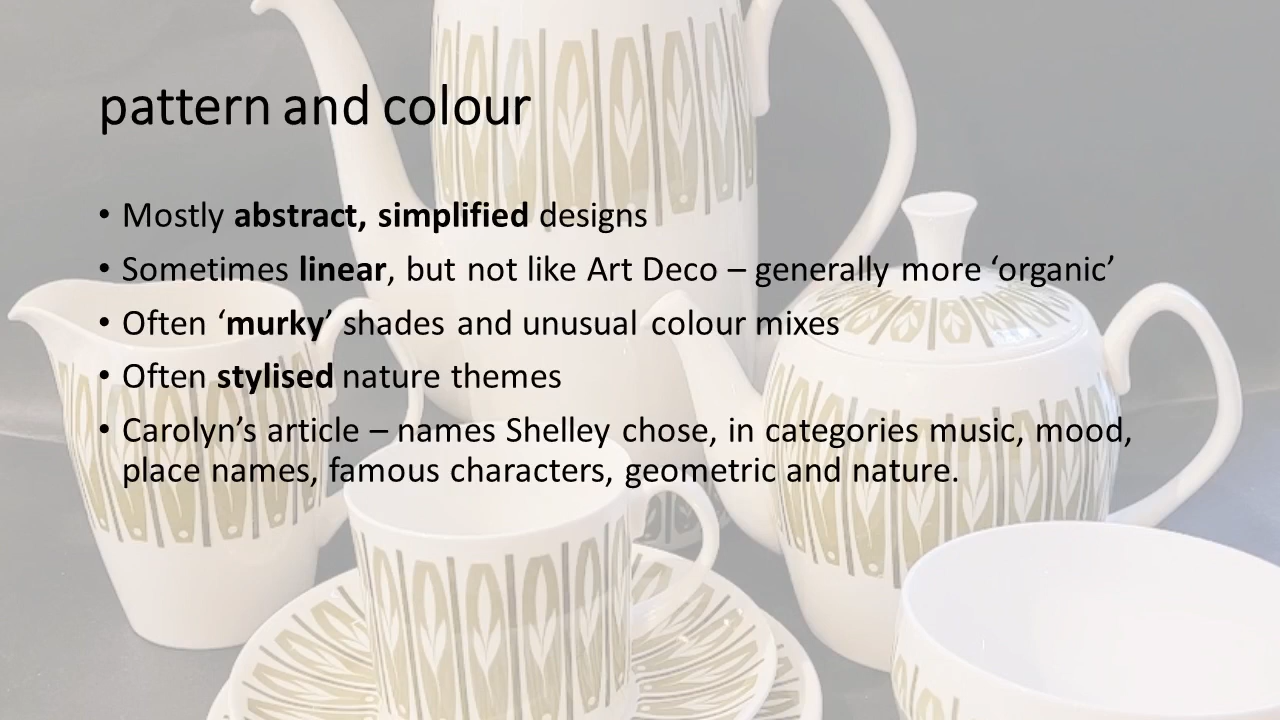 pattern and colour
• Mostly abstract, simplified designs
• Sometimes linear, but not like Art Deco – generally more ‘organic’
• Often ‘murky’ shades and unusual colour mixes
• Often stylised nature themes
• Carolyn’s article – names Shelley chose, in categories music, mood,
place names, famous characters, geometric and nature.